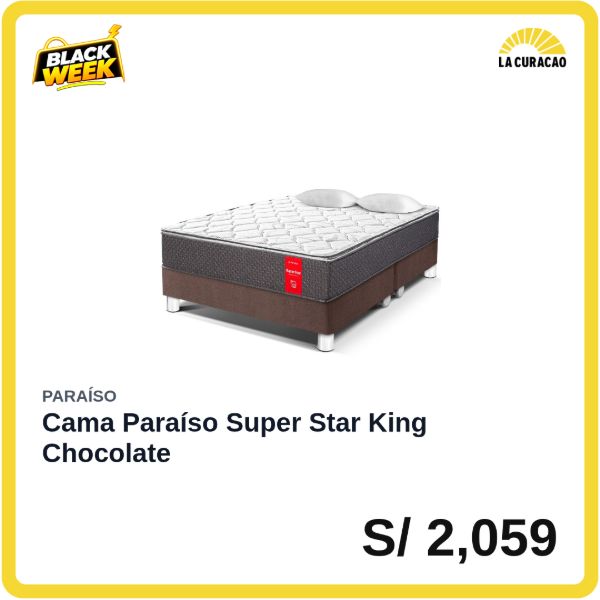 BLACK
WEEK
LA CURACAO
PARAÍSO
Cama Paraíso Super Star King
Chocolate
S/ 2,059